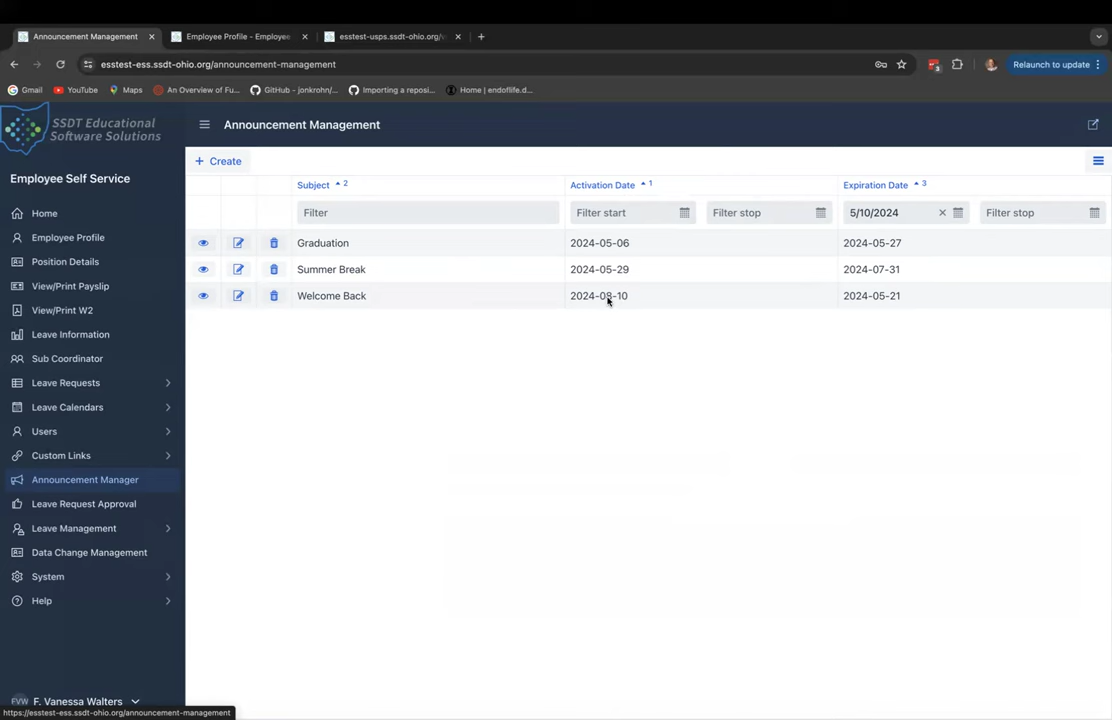 Announcement Management
Employee Profile - Employee
esstest-usps.ssdt-ohio.org/
esstest-ess.ssdt-ohio.org/announcement-management
Relaunch to update
Gmail
YouTube
Maps
An Overview of Fu...
GitHub - jonkrohn/...
Importing a reposi...
Home | endoflife.d...
SSDT Educational
Software Solutions
Announcement Management
Employee Self Service
Home
Employee Profile
Position Details
View/Print Payslip
View/Print W2
Leave Information
Sub Coordinator
Leave Requests
Leave Calendars
Users
Custom Links
Announcement Manager
Leave Request Approval
Leave Management
Data Change Management
System
Help
FVW F. Vanessa Walters
https://esstest-ess.ssdt-ohio.org/announcement-management
+ Create
Subject 2 Activation Date 1 Expiration Date 3
Filter Filter start Filter stop 5/10/2024 Filter stop
Graduation 2024-05-06 2024-05-27
Summer Break 2024-05-29 2024-07-31
Welcome Back 2024-08-10 2024-05-21